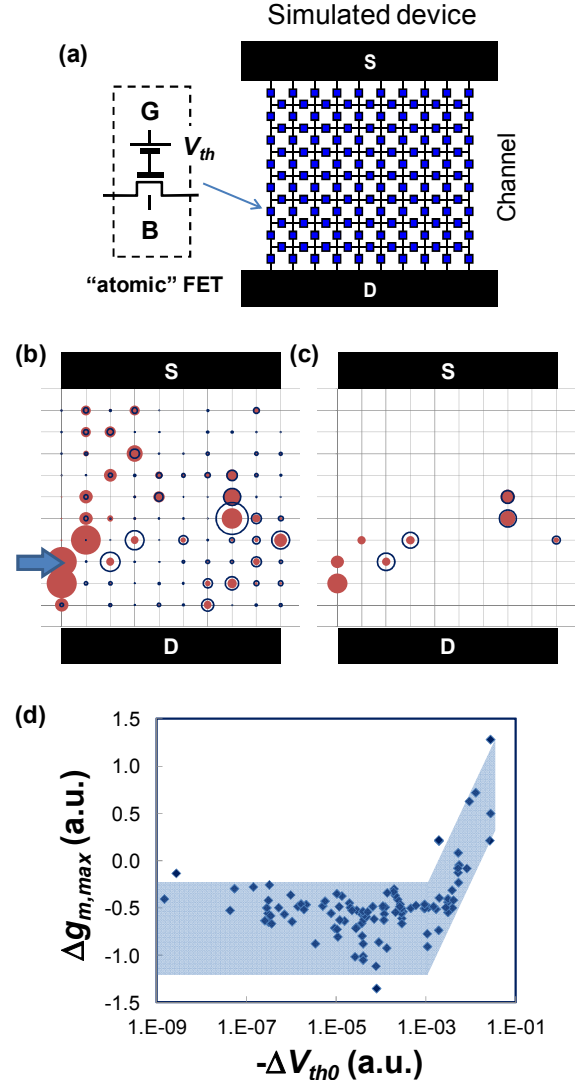 Simulated device
(a)
S
G
V_th
B
Channel
"atomic" FET
D
(b)
S
D
(c)
S
D
(d)
1.5
1.0
0.5
0.0
-0.5
-1.0
-1.5
Δg_m,max (a.u.)
1.E-09 1.E-07 1.E-05 1.E-03 1.E-01
-ΔV_th0 (a.u.)